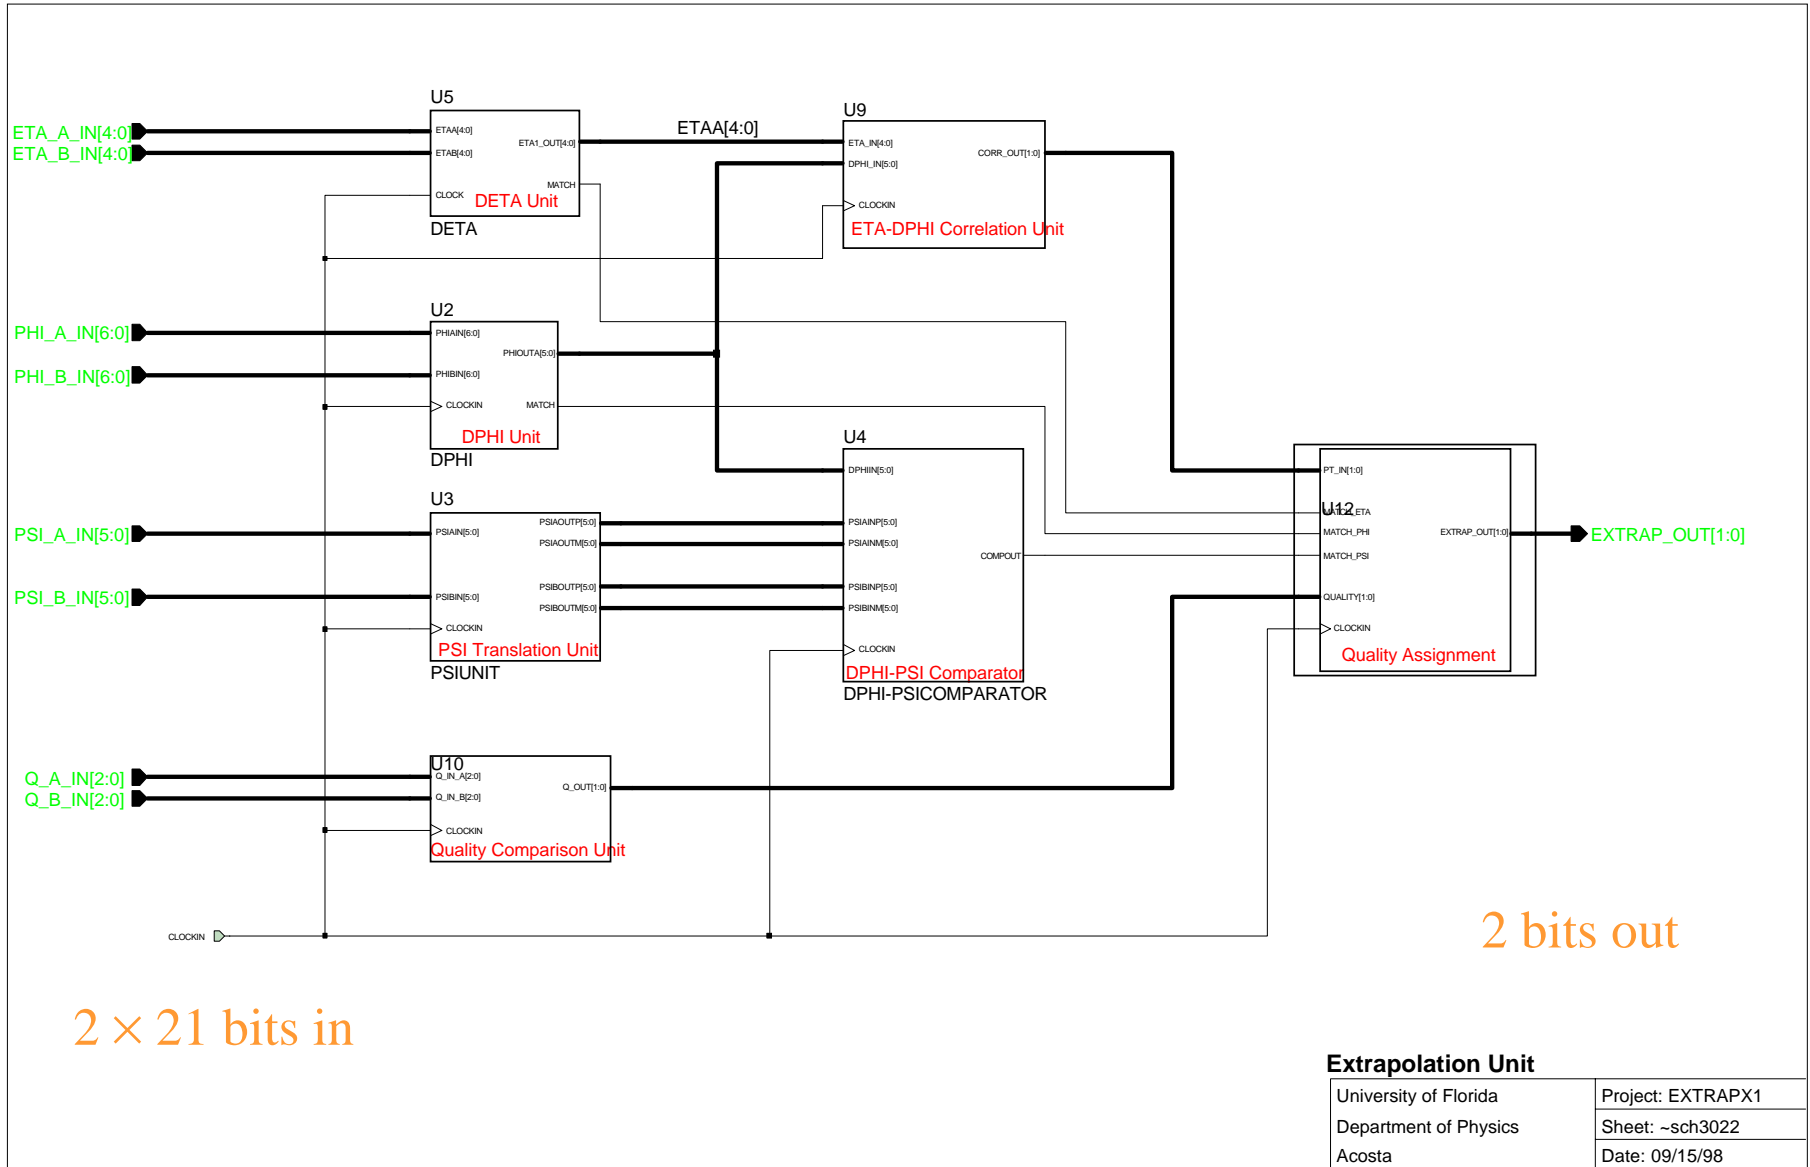 U5
ETA_A_IN[4:0]
ETA_B_IN[4:0]
ETAA[4:0]
ETAB[4:0]
ETA1_OUT[4:0]
MATCH
CLOCK
DETA Unit
DETA
ETAA[4:0]
U9
ETA_IN[4:0]
DPHI_IN[5:0]
CORR_OUT[1:0]
CLOCKIN
ETA-DPHI Correlation Unit
U2
PHI_A_IN[6:0]
PHI_B_IN[6:0]
PHIAIN[6:0]
PHIOUTA[5:0]
PHIBIN[6:0]
CLOCKIN
MATCH
DPHI Unit
DPHI
U4
DPHIIN[5:0]
PSIAINP[5:0]
PSIAINM[5:0]
COMPOUT
PSIBINP[5:0]
PSIBINM[5:0]
CLOCKIN
DPHI-PSI Comparator
DPHI-PSICOMPARATOR
U3
PSI_A_IN[5:0]
PSI_B_IN[5:0]
PSIAIN[5:0]
PSIAOUTP[5:0]
PSIAOUTM[5:0]
PSIBOUTP[5:0]
PSIBIN[5:0]
PSIBOUTM[5:0]
CLOCKIN
PSI Translation Unit
PSIUNIT
PT_IN[1:0]
U12
MATCH_ETA
MATCH_PHI
MATCH_PSI
EXTRAP_OUT[1:0]
QUALITY[1:0]
CLOCKIN
Quality Assignment
EXTRAP_OUT[1:0]
U10
Q_A_IN[2:0]
Q_B_IN[2:0]
Q_IN_A[2:0]
Q_IN_B[2:0]
Q_OUT[1:0]
CLOCKIN
Quality Comparison Unit
CLOCKIN
2 bits out
2 × 21 bits in
Extrapolation Unit
University of Florida
Project: EXTRAPX1
Department of Physics
Sheet: ~sch3022
Acosta
Date: 09/15/98